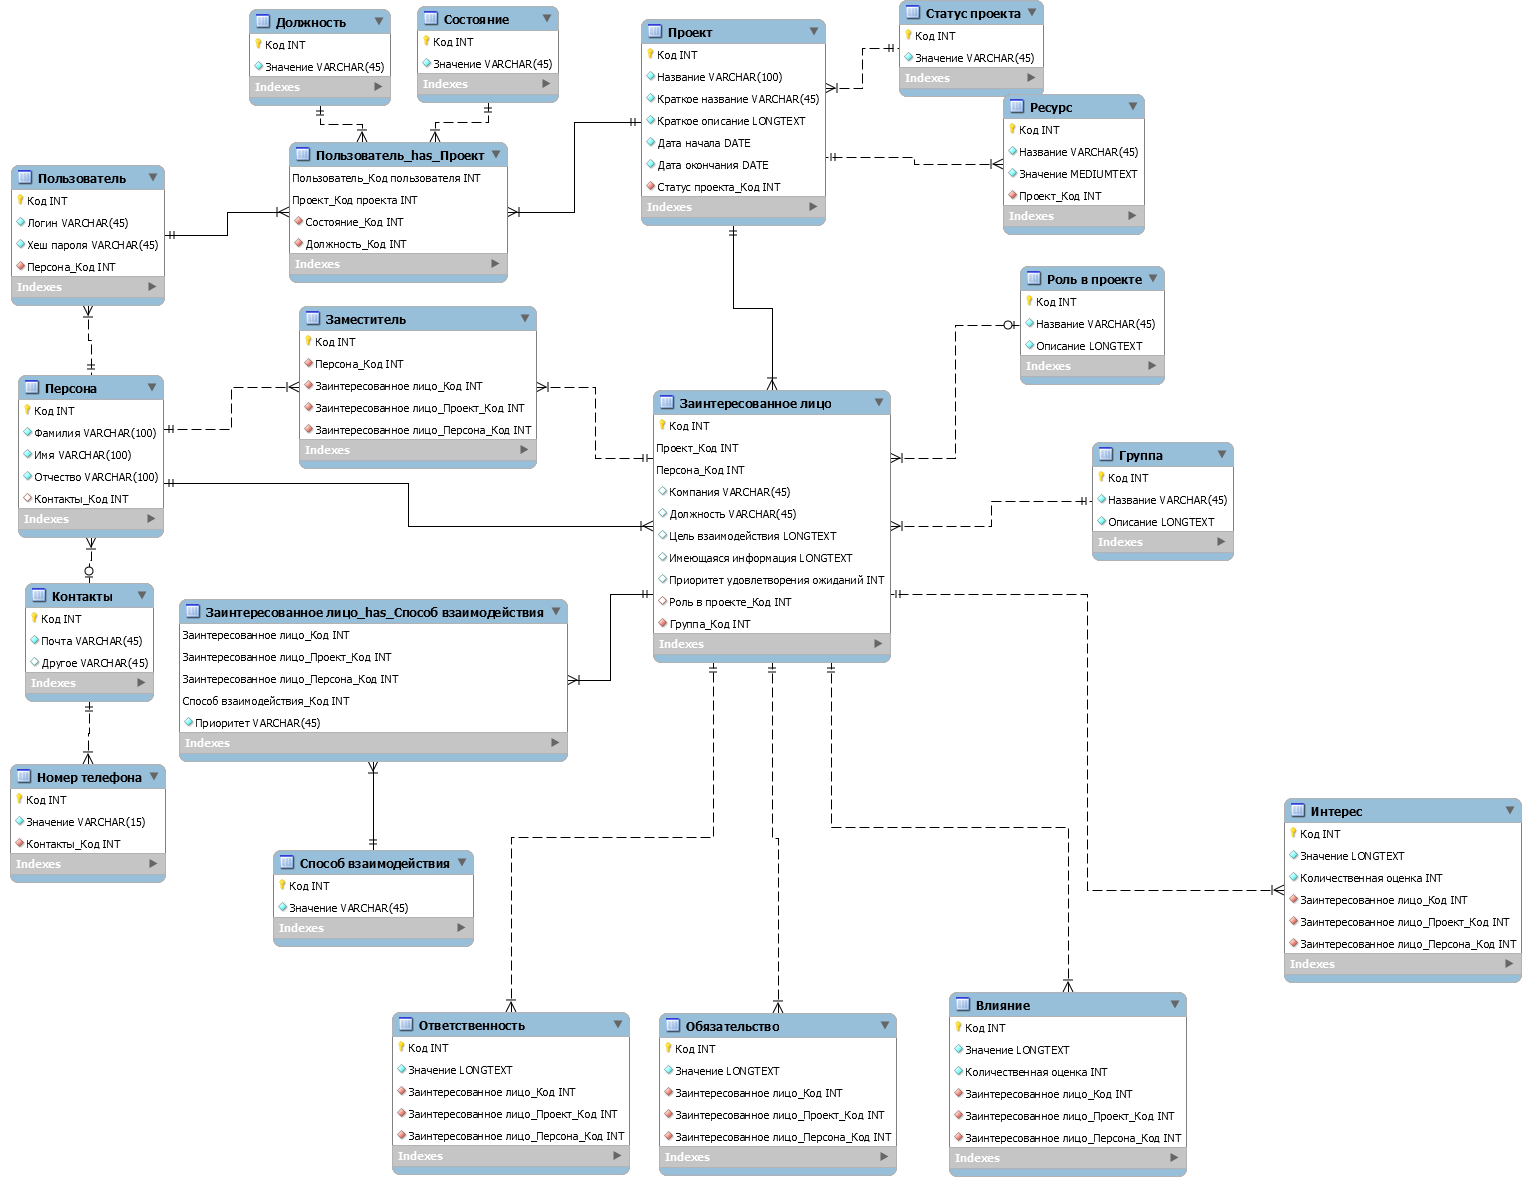 Должность
Код INT
Значение VARCHAR(45)
Indexes
Состояние
Код INT
Значение VARCHAR(45)
Indexes
Проект
Код INT
Название VARCHAR(100)
Краткое название VARCHAR(45)
Краткое описание LONGTEXT
Дата начала DATE
Дата окончания DATE
Статус проекта_Код INT
Indexes
Статус проекта
Код INT
Значение VARCHAR(45)
Indexes
Ресурс
Код INT
Название VARCHAR(45)
Значение MEDIUMTEXT
Проект_Код INT
Indexes
Пользователь_has_Проект
Пользователь_Код пользователя INT
Проект_Код проекта INT
Состояние_Код INT
Должность_Код INT
Indexes
Пользователь
Код INT
Логин VARCHAR(45)
Хеш пароля VARCHAR(45)
Персона_Код INT
Indexes
Роль в проекте
Код INT
Название VARCHAR(45)
Описание LONGTEXT
Indexes
Заместитель
Код INT
Персона_Код INT
Заинтересованное лицо_Код INT
Заинтересованное лицо_Проект_Код INT
Заинтересованное лицо_Персона_Код INT
Indexes
Персона
Код INT
Фамилия VARCHAR(100)
Имя VARCHAR(100)
Отчество VARCHAR(100)
Контакты_Код INT
Indexes
Заинтересованное лицо
Код INT
Проект_Код INT
Персона_Код INT
Компания VARCHAR(45)
Должность VARCHAR(45)
Цель взаимодействия LONGTEXT
Имеющаяся информация LONGTEXT
Приоритет удовлетворения ожиданий INT
Роль в проекте_Код INT
Группа_Код INT
Indexes
Группа
Код INT
Название VARCHAR(45)
Описание LONGTEXT
Indexes
Контакты
Код INT
Почта VARCHAR(45)
Другое VARCHAR(45)
Indexes
Заинтересованное лицо_has_Способ взаимодействия
Заинтересованное лицо_Код INT
Заинтересованное лицо_Проект_Код INT
Заинтересованное лицо_Персона_Код INT
Способ взаимодействия_Код INT
Приоритет VARCHAR(45)
Indexes
Номер телефона
Код INT
Значение VARCHAR(15)
Контакты_Код INT
Indexes
Способ взаимодействия
Код INT
Значение VARCHAR(45)
Indexes
Интерес
Код INT
Значение LONGTEXT
Количественная оценка INT
Заинтересованное лицо_Код INT
Заинтересованное лицо_Проект_Код INT
Заинтересованное лицо_Персона_Код INT
Indexes
Ответственность
Код INT
Значение LONGTEXT
Заинтересованное лицо_Код INT
Заинтересованное лицо_Проект_Код INT
Заинтересованное лицо_Персона_Код INT
Indexes
Обязательство
Код INT
Значение LONGTEXT
Заинтересованное лицо_Код INT
Заинтересованное лицо_Проект_Код INT
Заинтересованное лицо_Персона_Код INT
Indexes
Влияние
Код INT
Значение LONGTEXT
Количественная оценка INT
Заинтересованное лицо_Код INT
Заинтересованное лицо_Проект_Код INT
Заинтересованное лицо_Персона_Код INT
Indexes